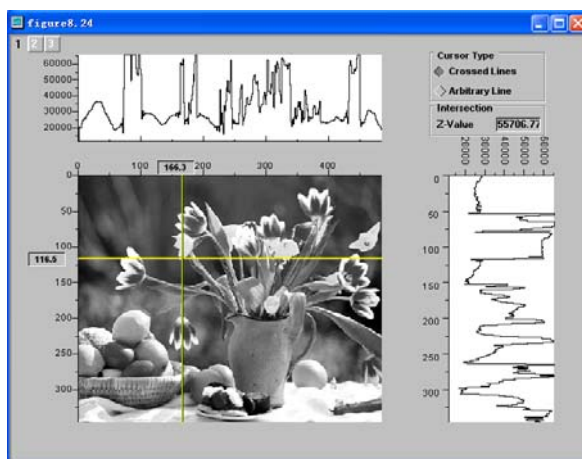 figure8.24
1 2 3
60000
50000
40000
30000
20000
Cursor Type
Crossed Lines
Arbitrary Line
Intersection
Z-Value 55706.77
0 100 166.3 200 300 400
20000 30000 40000 50000 60000
0
50
100
116.5
150
200
250
300
0
50
100
150
200
250
300